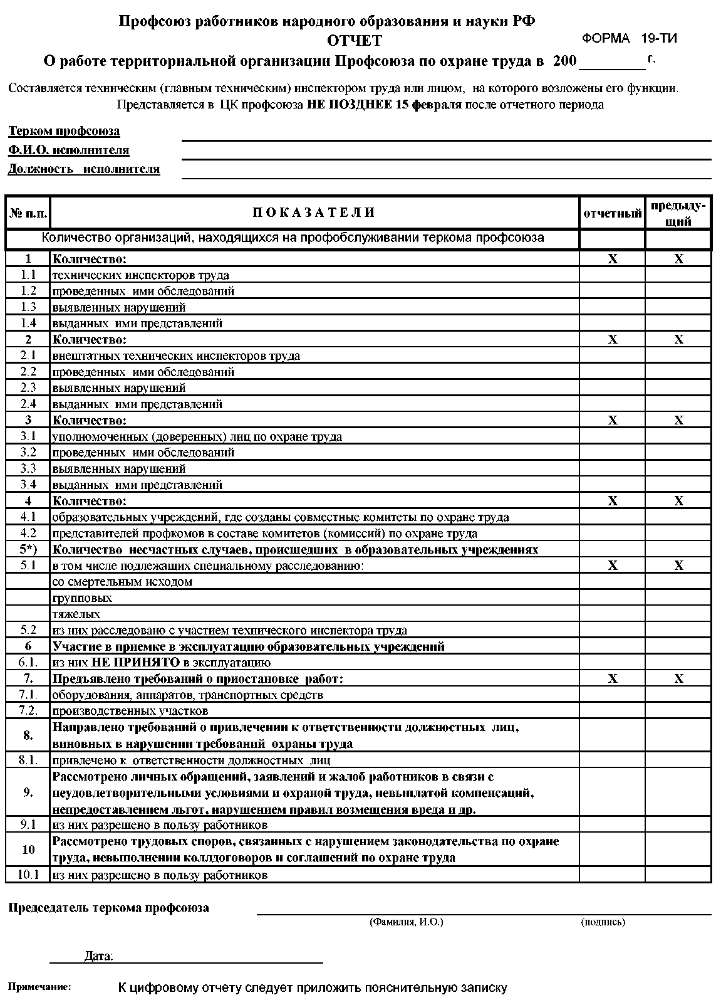 Профсоюз работников народного образования и науки РФ
ОТЧЕТ
ФОРМА 19-ТИ
О работе территориальной организации Профсоюза по охране труда в 200 ________ г.
Составляется техническим (главным техническим) инспектором труда или лицом, на которого возложены его функции.
Представляется в ЦК профсоюза НЕ ПОЗДНЕЕ 15 февраля после отчетного периода
Терком профсоюза
Ф.И.О. исполнителя
Должность исполнителя
№ п.п. П О К А З А Т Е Л И отчетный предыду-
щий
Количество организаций, находящихся на профобслуживании теркома профсоюза
1 Количество: X X
1.1 технических инспекторов труда
1.2 проведенных ими обследований
1.3 выявленных нарушений
1.4 выданных ими представлений
2 Количество: X X
2.1 внештатных технических инспекторов труда
2.2 проведенных ими обследований
2.3 выявленных нарушений
2.4 выданных ими представлений
3 Количество: X X
3.1 уполномоченных (доверенных) лиц по охране труда
3.2 проведенных ими обследований
3.3 выявленных нарушений
3.4 выданных ими представлений
4 Количество: X X
4.1 образовательных учреждений, где созданы совместные комитеты по охране труда
4.2 представителей профкомов в составе комитетов (комиссий) по охране труда
5*) Количество несчастных случаев, происшедших в образовательных учреждениях
5.1 в том числе подлежащих специальному расследованию: X X
со смертельным исходом
групповых
тяжелых
5.2 из них расследовано с участием технического инспектора труда
6 Участие в приемке в эксплуатацию образовательных учреждений
6.1. из них НЕ ПРИНЯТО в эксплуатацию
7. Предъявлено требований о приостановке работ: X X
7.1. оборудования, аппаратов, транспортных средств
7.2. производственных участков
8. Направлено требований о привлечении к ответственности должностных лиц,
виновных в нарушении требований охраны труда
8.1. привлечено к ответственности должностных лиц
9. Рассмотрено личных обращений, заявлений и жалоб работников в связи с
неудовлетворительными условиями и охраной труда, невыплатой компенсаций,
непредоставлением льгот, нарушением правил возмещения вреда и др.
9.1 из них разрешено в пользу работников
10 Рассмотрено трудовых споров, связанных с нарушением законодательства по охране
труда, невыполнении коллдоговоров и соглашений по охране труда
10.1 из них разрешено в пользу работников
Председатель теркома профсоюза
(Фамилия, И.О.) (подпись)
Дата:
Примечание: К цифровому отчету следует приложить пояснительную записку